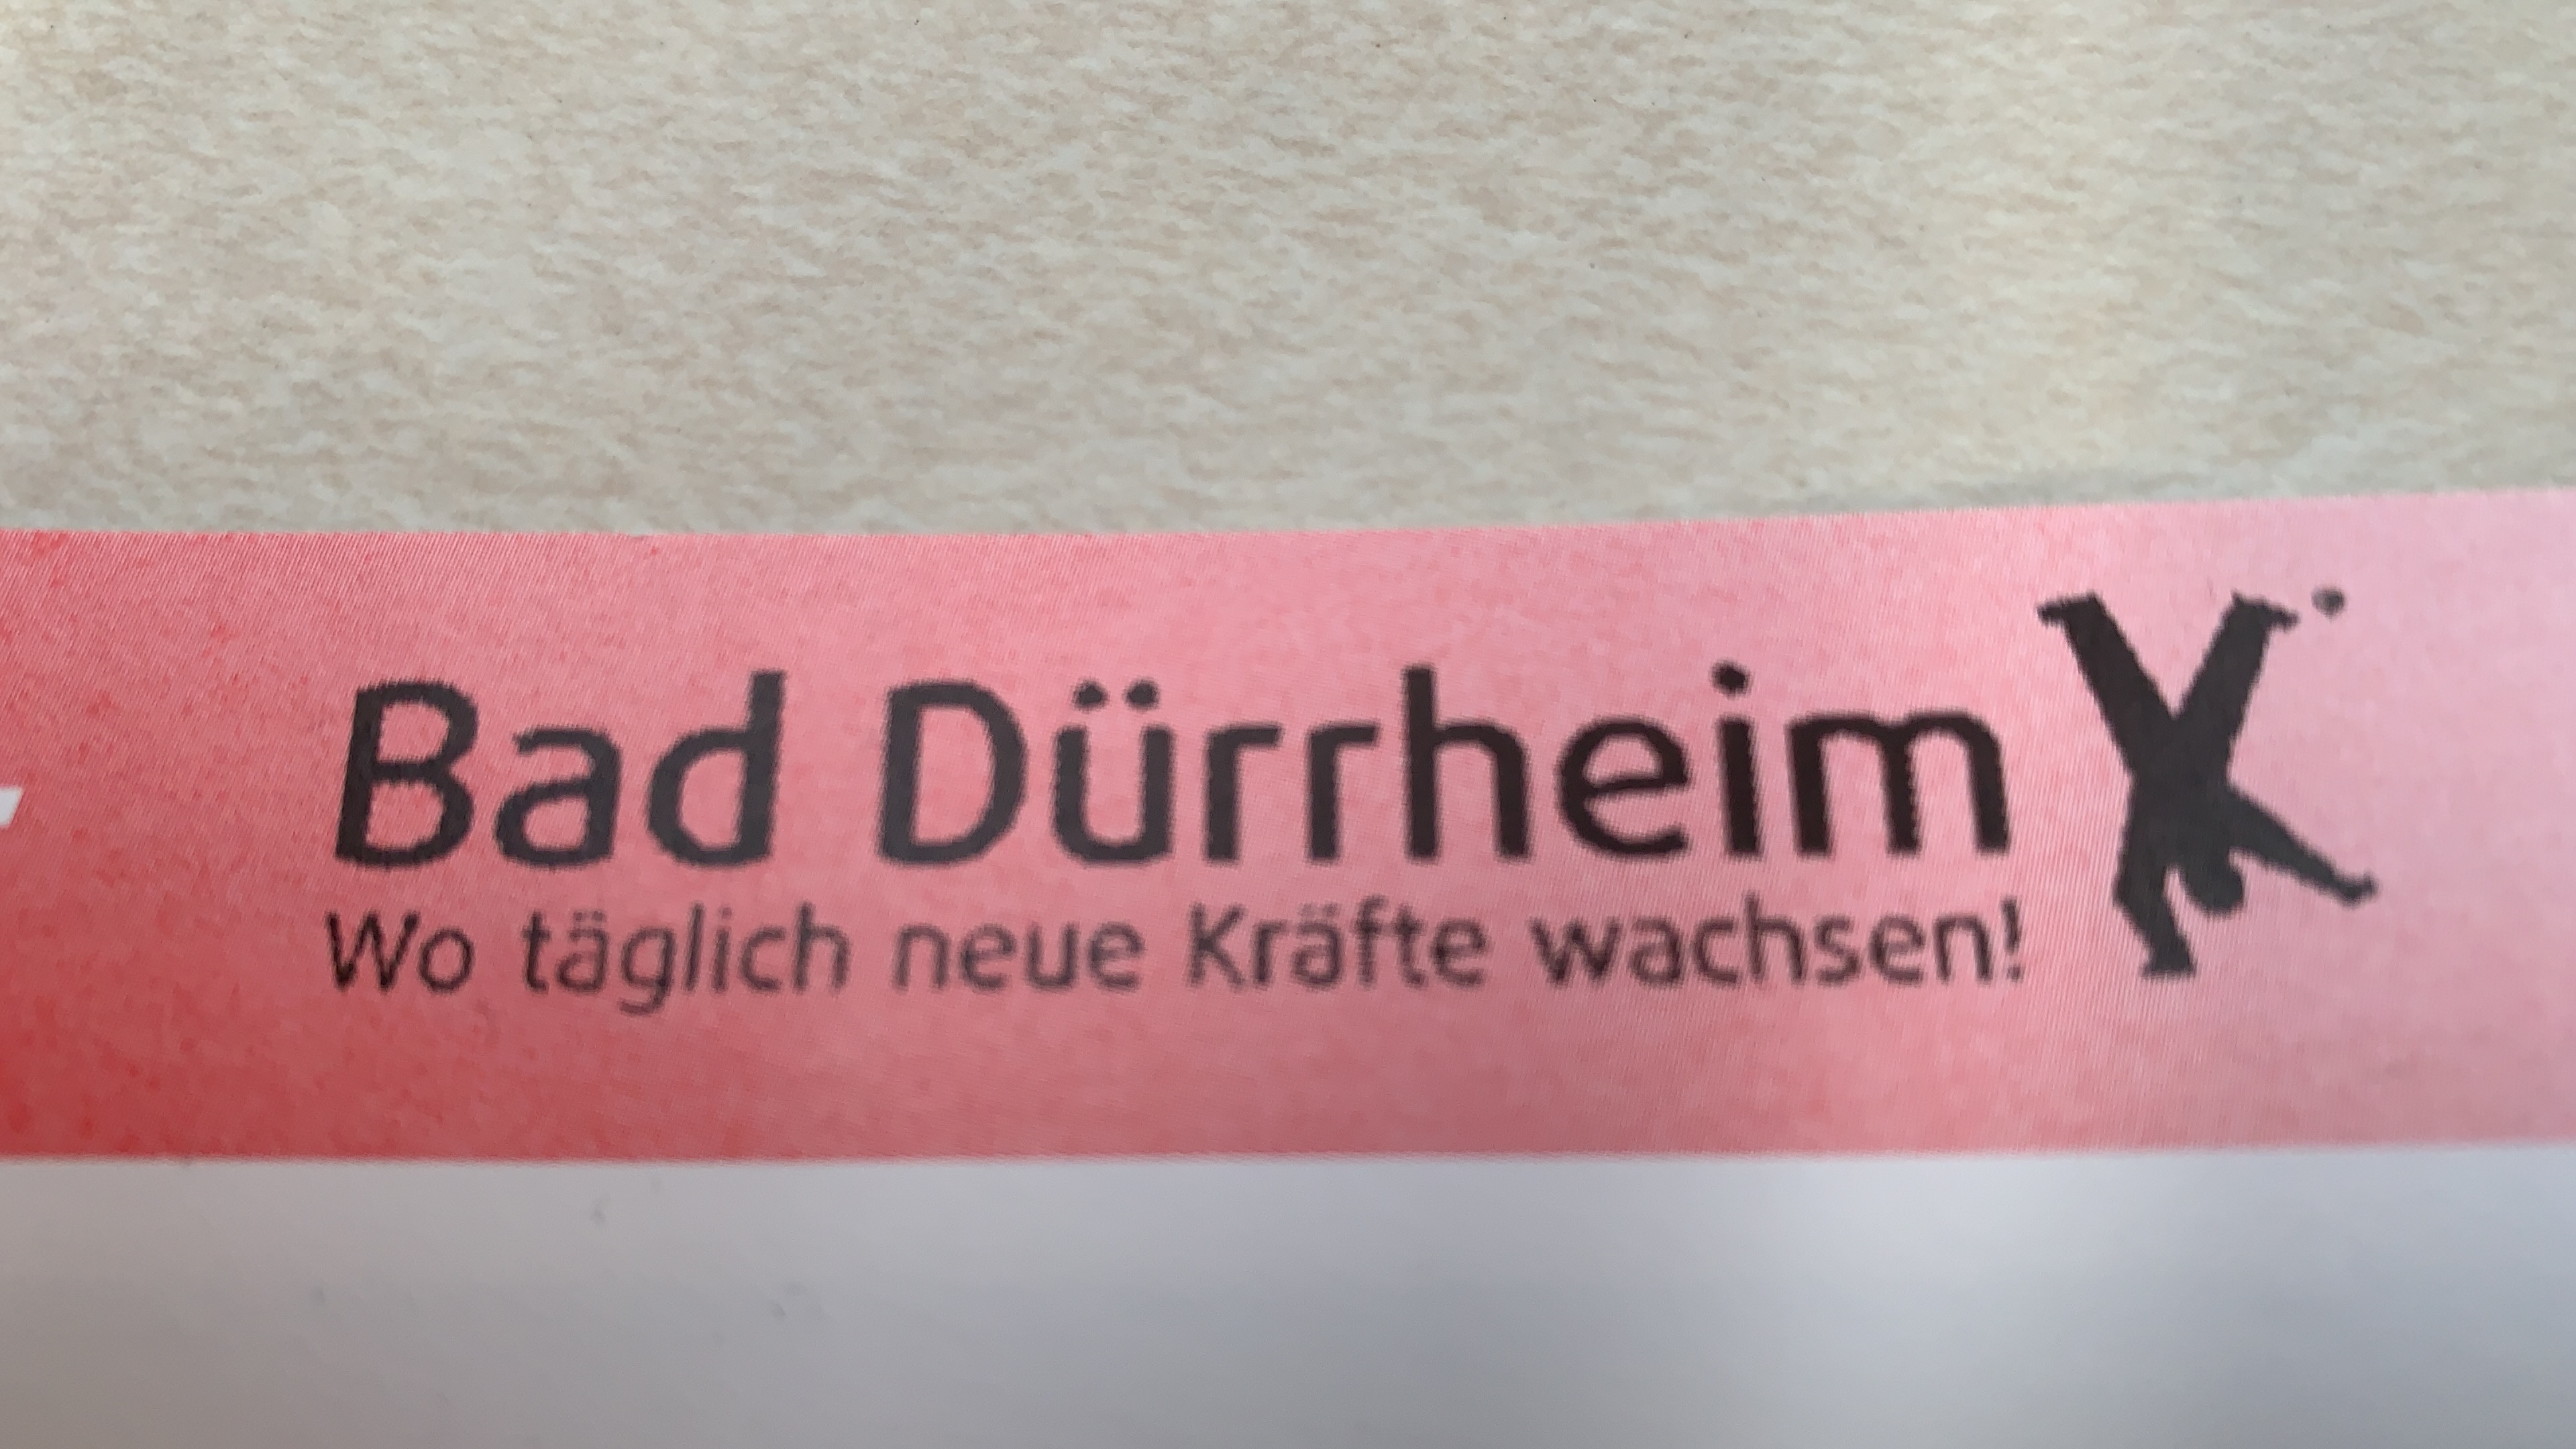 Bad Dürrheim
Wo täglich neue Kräfte wachsen!